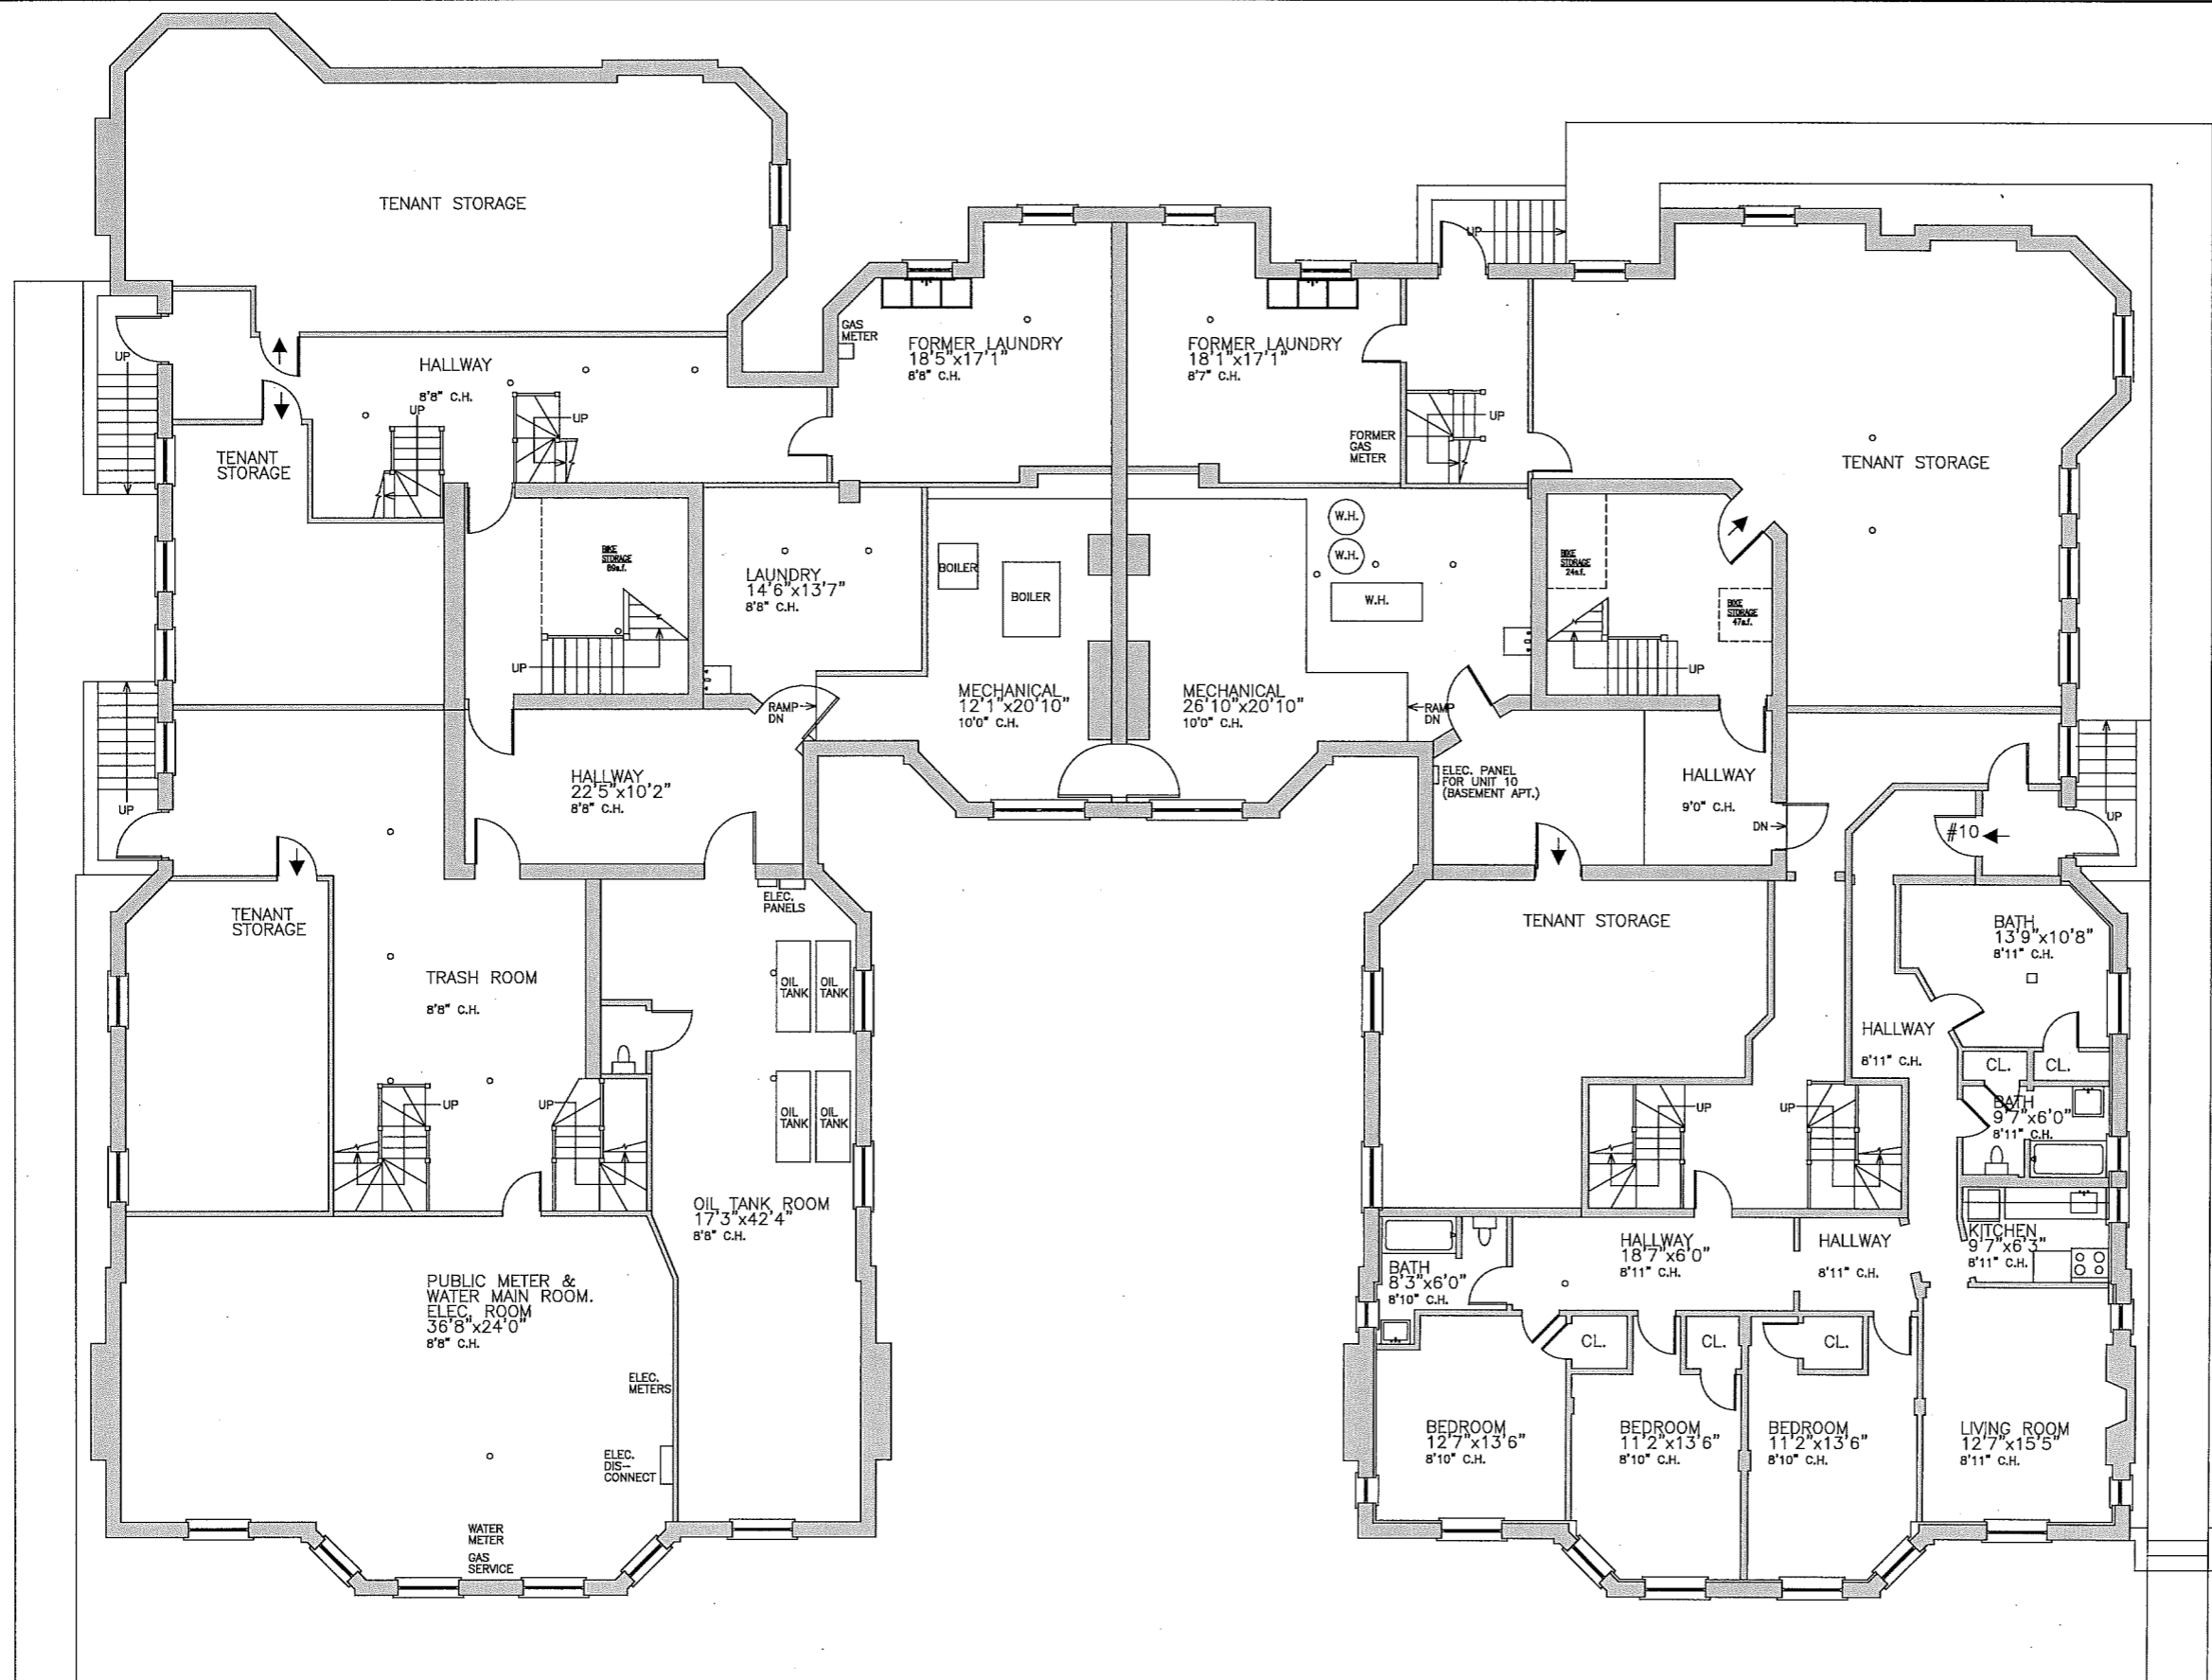 TENANT STORAGE
UP
HALLWAY
8'8" C.H.
UP
UP
TENANT
STORAGE
GAS
METER
FORMER LAUNDRY
18'5"x17'1"
8'8" C.H.
FORMER LAUNDRY
18'1"x17'1"
8'7" C.H.
FORMER
GAS
METER
UP
UP
TENANT STORAGE
BIKE
STORAGE
89s.f.
UP
LAUNDRY
14'6"x13'7"
8'8" C.H.
BOILER
BOILER
MECHANICAL
12'1"x20'10"
10'0" C.H.
RAMP
DN
W.H.
W.H.
W.H.
MECHANICAL
26'10"x20'10"
10'0" C.H.
RAMP
DN
BIKE
STORAGE
24s.f.
BIKE
STORAGE
47s.f.
UP
UP
HALLWAY
22'5"x10'2"
8'8" C.H.
ELEC. PANEL
FOR UNIT 10
(BASEMENT APT.)
HALLWAY
9'0" C.H.
DN
#10
UP
TENANT
STORAGE
TRASH ROOM
8'8" C.H.
UP
UP
ELEC.
PANELS
OIL
TANK
OIL
TANK
OIL
TANK
OIL
TANK
OIL TANK ROOM
17'3"x42'4"
8'8" C.H.
TENANT STORAGE
UP
UP
BATH
13'9"x10'8"
8'11" C.H.
HALLWAY
8'11" C.H.
CL.
CL.
BATH
9'7"x6'0"
8'11" C.H.
KITCHEN
9'7"x6'3"
8'11" C.H.
HALLWAY
18'7"x6'0"
8'11" C.H.
HALLWAY
8'11" C.H.
BATH
8'3"x6'0"
8'10" C.H.
CL.
CL.
CL.
PUBLIC METER &
WATER MAIN ROOM.
ELEC. ROOM
36'8"x24'0"
8'8" C.H.
ELEC.
METERS
ELEC.
DIS-
CONNECT
WATER
METER
GAS
SERVICE
BEDROOM
12'7"x13'6"
8'10" C.H.
BEDROOM
11'2"x13'6"
8'10" C.H.
BEDROOM
11'2"x13'6"
8'10" C.H.
LIVING ROOM
12'7"x15'5"
8'11" C.H.